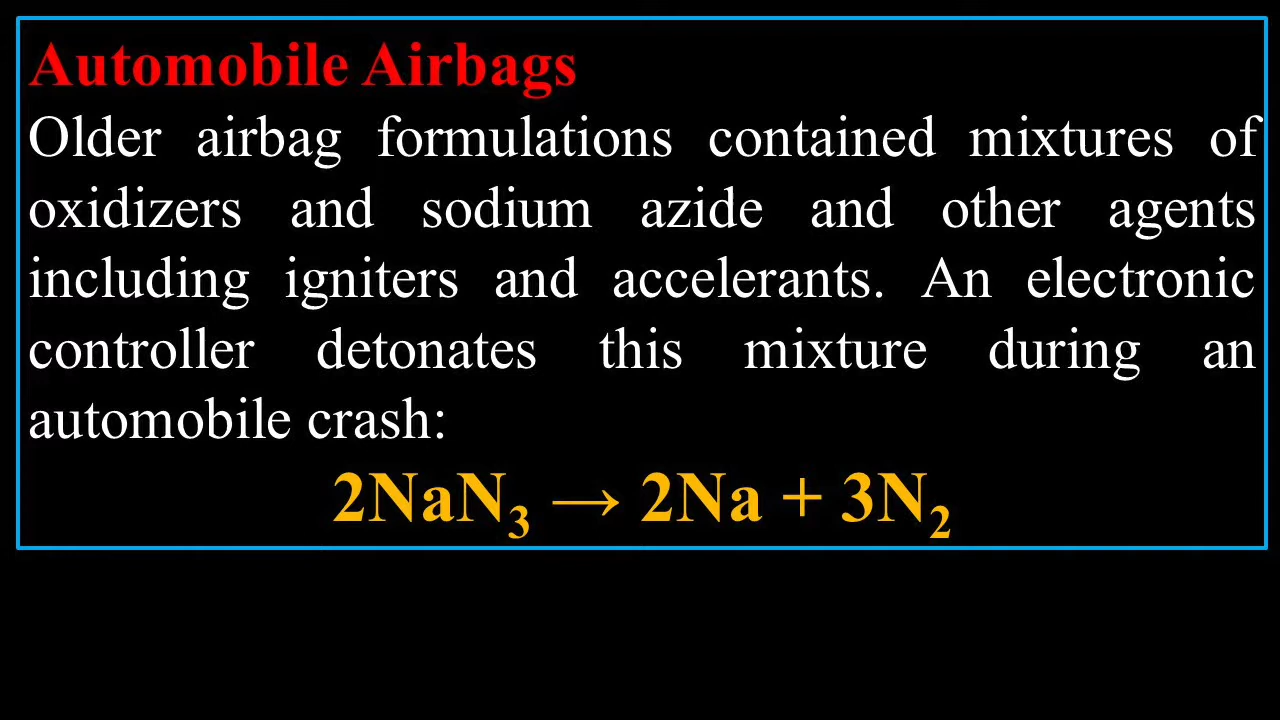 Automobile Airbags
Older airbag formulations contained mixtures of
oxidizers and sodium azide and other agents
including igniters and accelerants. An electronic
controller detonates this mixture during an
automobile crash:
2NaN₃ → 2Na + 3N₂